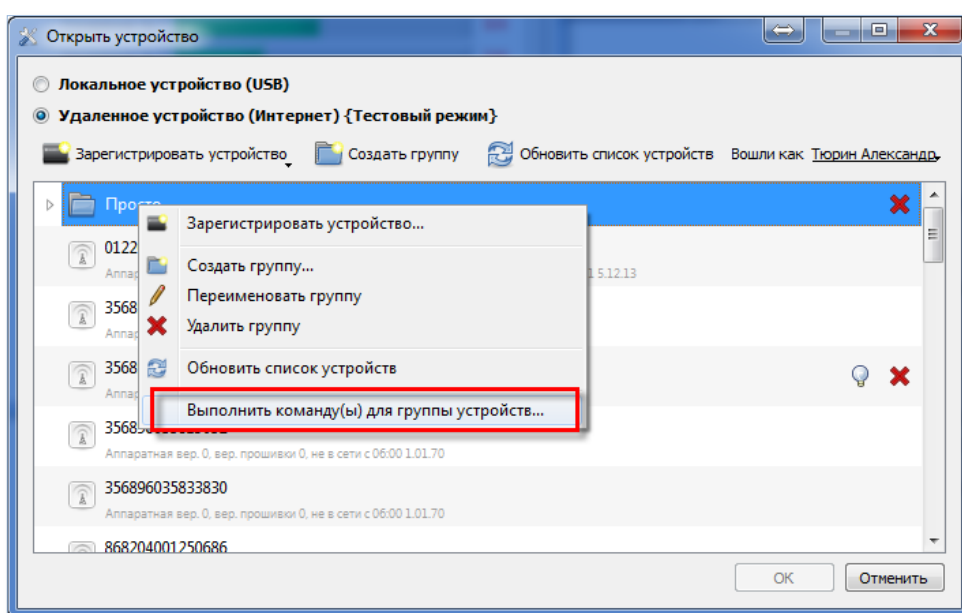 Открыть устройство
Локальное устройство (USB)
Удаленное устройство (Интернет) {Тестовый режим}
Зарегистрировать устройство Создать группу Обновить список устройств Вошли как Тюрин Александр
Просто
Зарегистрировать устройство...
0122
Аппар 1 5.12.13
Создать группу...
Переименовать группу
3568
Аппар
Удалить группу
3568
Обновить список устройств
Аппар
Выполнить команду(ы) для группы устройств...
Аппаратная вер. 0, вер. прошивки 0, не в сети с 06:00 1.01.70
356896035833830
Аппаратная вер. 0, вер. прошивки 0, не в сети с 06:00 1.01.70
868204001250686
OK Отменить